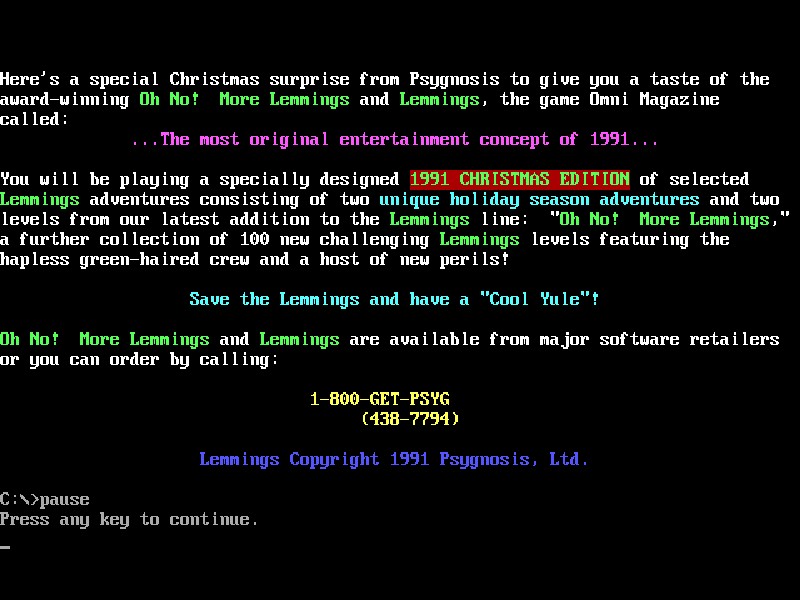 Here's a special Christmas surprise from Psygnosis to give you a taste of the
award-winning Oh No!  More Lemmings and Lemmings, the game Omni Magazine
called:
...The most original entertainment concept of 1991...
You will be playing a specially designed 1991 CHRISTMAS EDITION of selected
Lemmings adventures consisting of two unique holiday season adventures and two
levels from our latest addition to the Lemmings line:  "Oh No!  More Lemmings,"
a further collection of 100 new challenging Lemmings levels featuring the
hapless green-haired crew and a host of new perils!
Save the Lemmings and have a "Cool Yule"!
Oh No!  More Lemmings and Lemmings are available from major software retailers
or you can order by calling:
1-800-GET-PSYG
(438-7794)
Lemmings Copyright 1991 Psygnosis, Ltd.
C:\>pause
Press any key to continue.
_